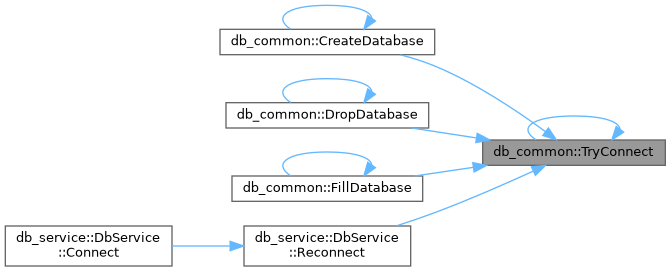 db_common::CreateDatabase
db_common::DropDatabase
db_common::TryConnect
db_common::FillDatabase
db_service::DbService
::Connect
db_service::DbService
::Reconnect